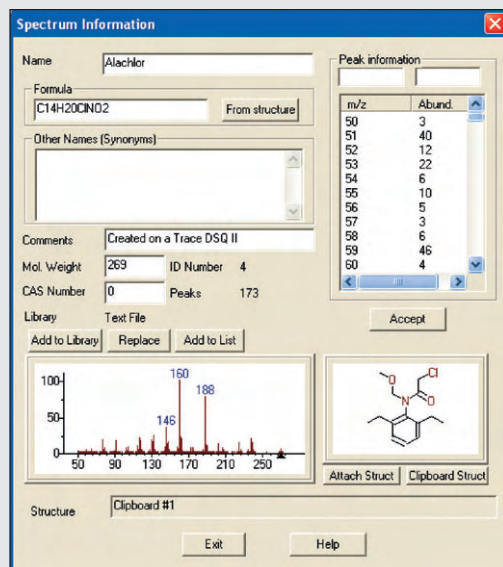 Spectrum Information
Name Alachlor
Formula
C14H20ClNO2 From structure
Other Names (Synonyms)
Comments Created on a Trace DSQ II
Mol. Weight 269 ID Number 4
CAS Number 0 Peaks 173
Library Text File
Add to Library Replace Add to List
Peak information
m/z Abund.
50 3
51 40
52 12
53 22
54 6
55 10
56 5
57 3
58 6
59 46
60 4
Accept
100
50
0
160
188
146
50 90 130 170 210 250
O
N
Cl
O
Attach Struct Clipboard Struct
Structure Clipboard #1
Exit Help